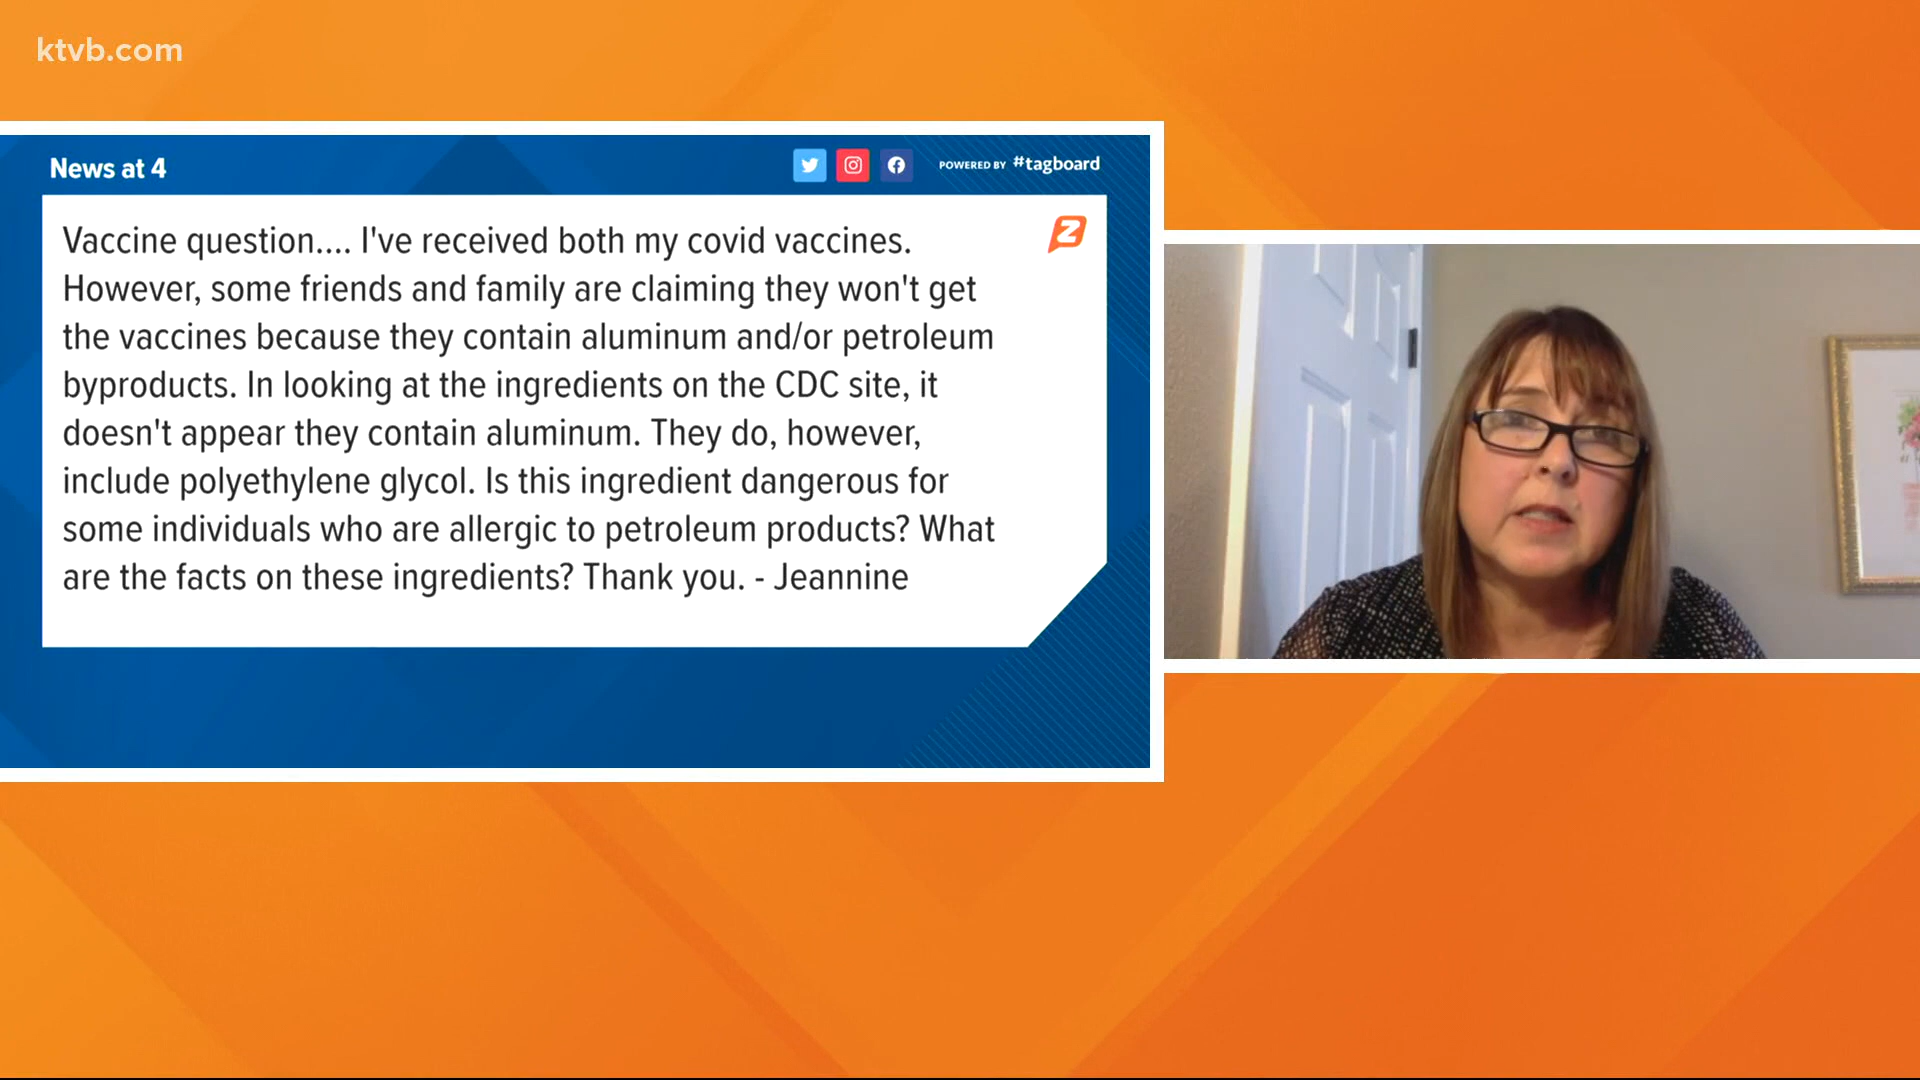 ktvb.com
News at 4
POWERED BY #tagboard
Vaccine question.... I've received both my covid vaccines.
However, some friends and family are claiming they won't get
the vaccines because they contain aluminum and/or petroleum
byproducts. In looking at the ingredients on the CDC site, it
doesn't appear they contain aluminum. They do, however,
include polyethylene glycol. Is this ingredient dangerous for
some individuals who are allergic to petroleum products? What
are the facts on these ingredients? Thank you. - Jeannine